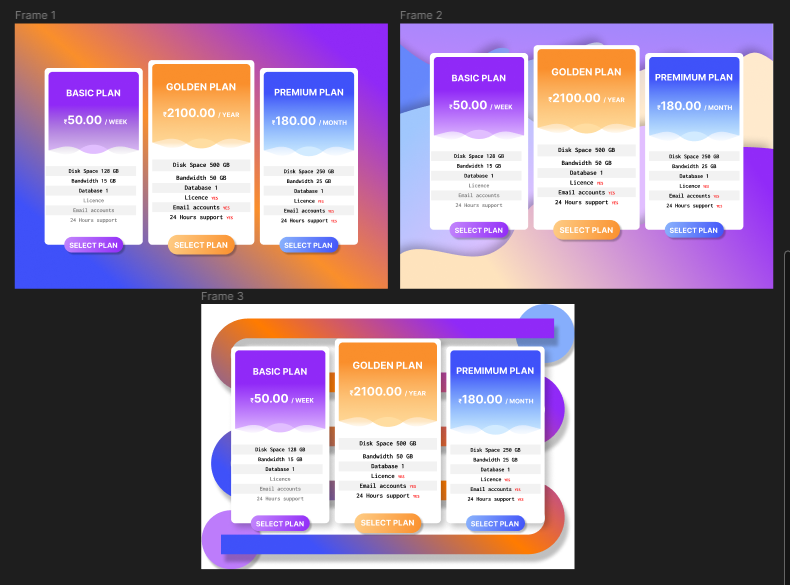 Frame 1
BASIC PLAN
₹50.00 / WEEK
Disk Space 128 GB
Bandwidth 15 GB
Database 1
Licence
Email accounts
24 Hours support
SELECT PLAN
GOLDEN PLAN
₹2100.00 / YEAR
Disk Space 500 GB
Bandwidth 50 GB
Database 1
Licence YES
Email accounts YES
24 Hours support YES
SELECT PLAN
PREMIUM PLAN
₹180.00 / MONTH
Disk Space 250 GB
Bandwidth 25 GB
Database 1
Licence YES
Email accounts YES
24 Hours support YES
SELECT PLAN
Frame 2
BASIC PLAN
₹50.00 / WEEK
Disk Space 128 GB
Bandwidth 15 GB
Database 1
Licence
Email accounts
24 Hours support
SELECT PLAN
GOLDEN PLAN
₹2100.00 / YEAR
Disk Space 500 GB
Bandwidth 50 GB
Database 1
Licence YES
Email accounts YES
24 Hours support YES
SELECT PLAN
PREMIMUM PLAN
₹180.00 / MONTH
Disk Space 250 GB
Bandwidth 25 GB
Database 1
Licence YES
Email accounts YES
24 Hours support YES
SELECT PLAN
Frame 3
BASIC PLAN
₹50.00 / WEEK
Disk Space 128 GB
Bandwidth 15 GB
Database 1
Licence
Email accounts
24 Hours support
SELECT PLAN
GOLDEN PLAN
₹2100.00 / YEAR
Disk Space 500 GB
Bandwidth 50 GB
Database 1
Licence YES
Email accounts YES
24 Hours support YES
SELECT PLAN
PREMIMUM PLAN
₹180.00 / MONTH
Disk Space 250 GB
Bandwidth 25 GB
Database 1
Licence YES
Email accounts YES
24 Hours support YES
SELECT PLAN